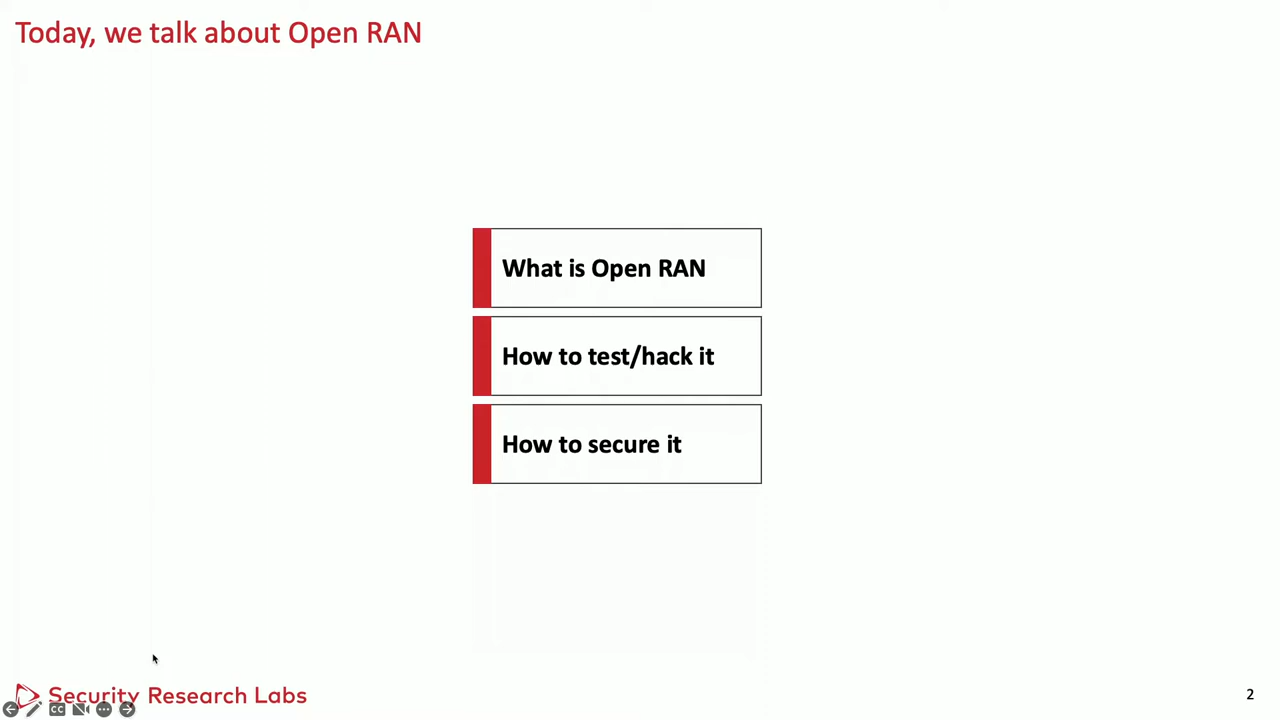 Today, we talk about Open RAN
What is Open RAN
How to test/hack it
How to secure it
Security Research Labs
CC
2